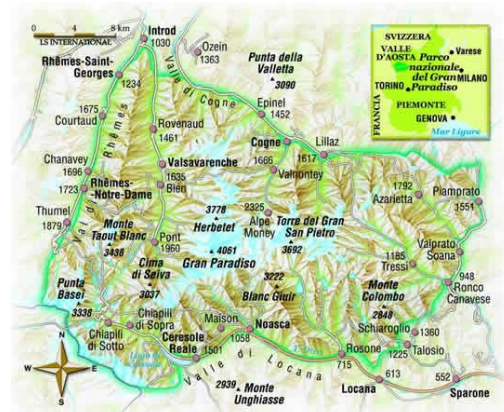 0 4 8 km
LS INTERNATIONAL
Introd
1030
Ozein
1363
Rhêmes-Saint-
Georges
1234
Valle di Cogne
Punta della
Valletta
3090
1675
Courtaud
Rovenaud
1461
Epinel
1452
Cogne
Lillaz
1617
Chanavey
1696
Valsavarenche
1635
Bien
1666
Valnontey
1723
Rhêmes-
-Notre-Dame
1792
Azarietta
Piamprato
1551
Thumel
1879
Monte
Taout Blanc
3438
3778
Herbetet
2325
Alpe
Money
Torre del Gran
San Pietro
3692
Pont
1960
4061
Gran Paradiso
Valprato
Soana
1185
Tressi
Punta
Basei
3338
Cima
di Seiva
3037
3222
Blanc Giuir
Monte
Colombo
2848
948
Ronco
Canavese
Chiapili
di Sopra
Chiapili
di Sotto
Maison
Noasca
1058
Schiaroglio
1360
Talosio
1225
Ceresole
Reale
1501
Valle di Locana
Rosone
715
Locana
613
552
Sparone
2939
Monte
Unghiasse
N
W
E
S
SVIZZERA
VALLE
D'AOSTA
Parco
nazionale
del Gran
Paradiso
Varese
MILANO
TORINO
FRANCIA
PIEMONTE
GENOVA
Mar Ligure